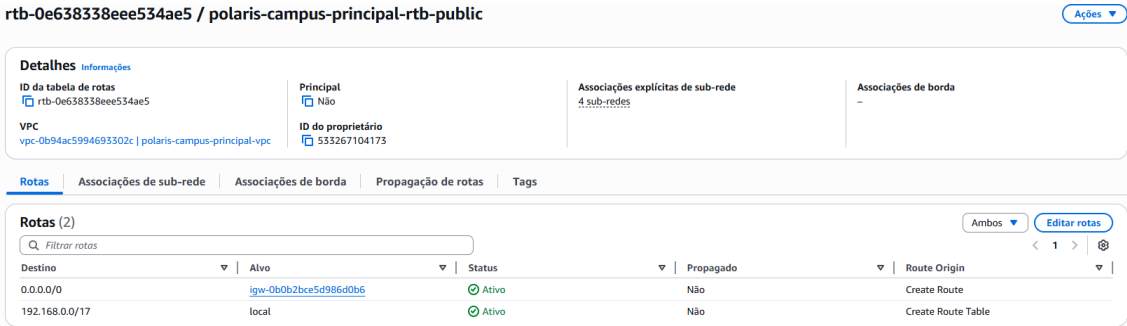 rtb-0e638338eee534ae5 / polaris-campus-principal-rtb-public
Ações
Detalhes Informações
ID da tabela de rotas
rtb-0e638338eee534ae5
Principal
Não
Associações explícitas de sub-rede
4 sub-redes
Associações de borda
–
VPC
vpc-0b94ac5994693302c | polaris-campus-principal-vpc
ID do proprietário
533267104173
Rotas Associações de sub-rede Associações de borda Propagação de rotas Tags
Rotas (2)
Ambos
Editar rotas
Filtrar rotas
1
Destino Alvo Status Propagado Route Origin
0.0.0.0/0 igw-0b0b2bce5d986d0b6 Ativo Não Create Route
192.168.0.0/17 local Ativo Não Create Route Table